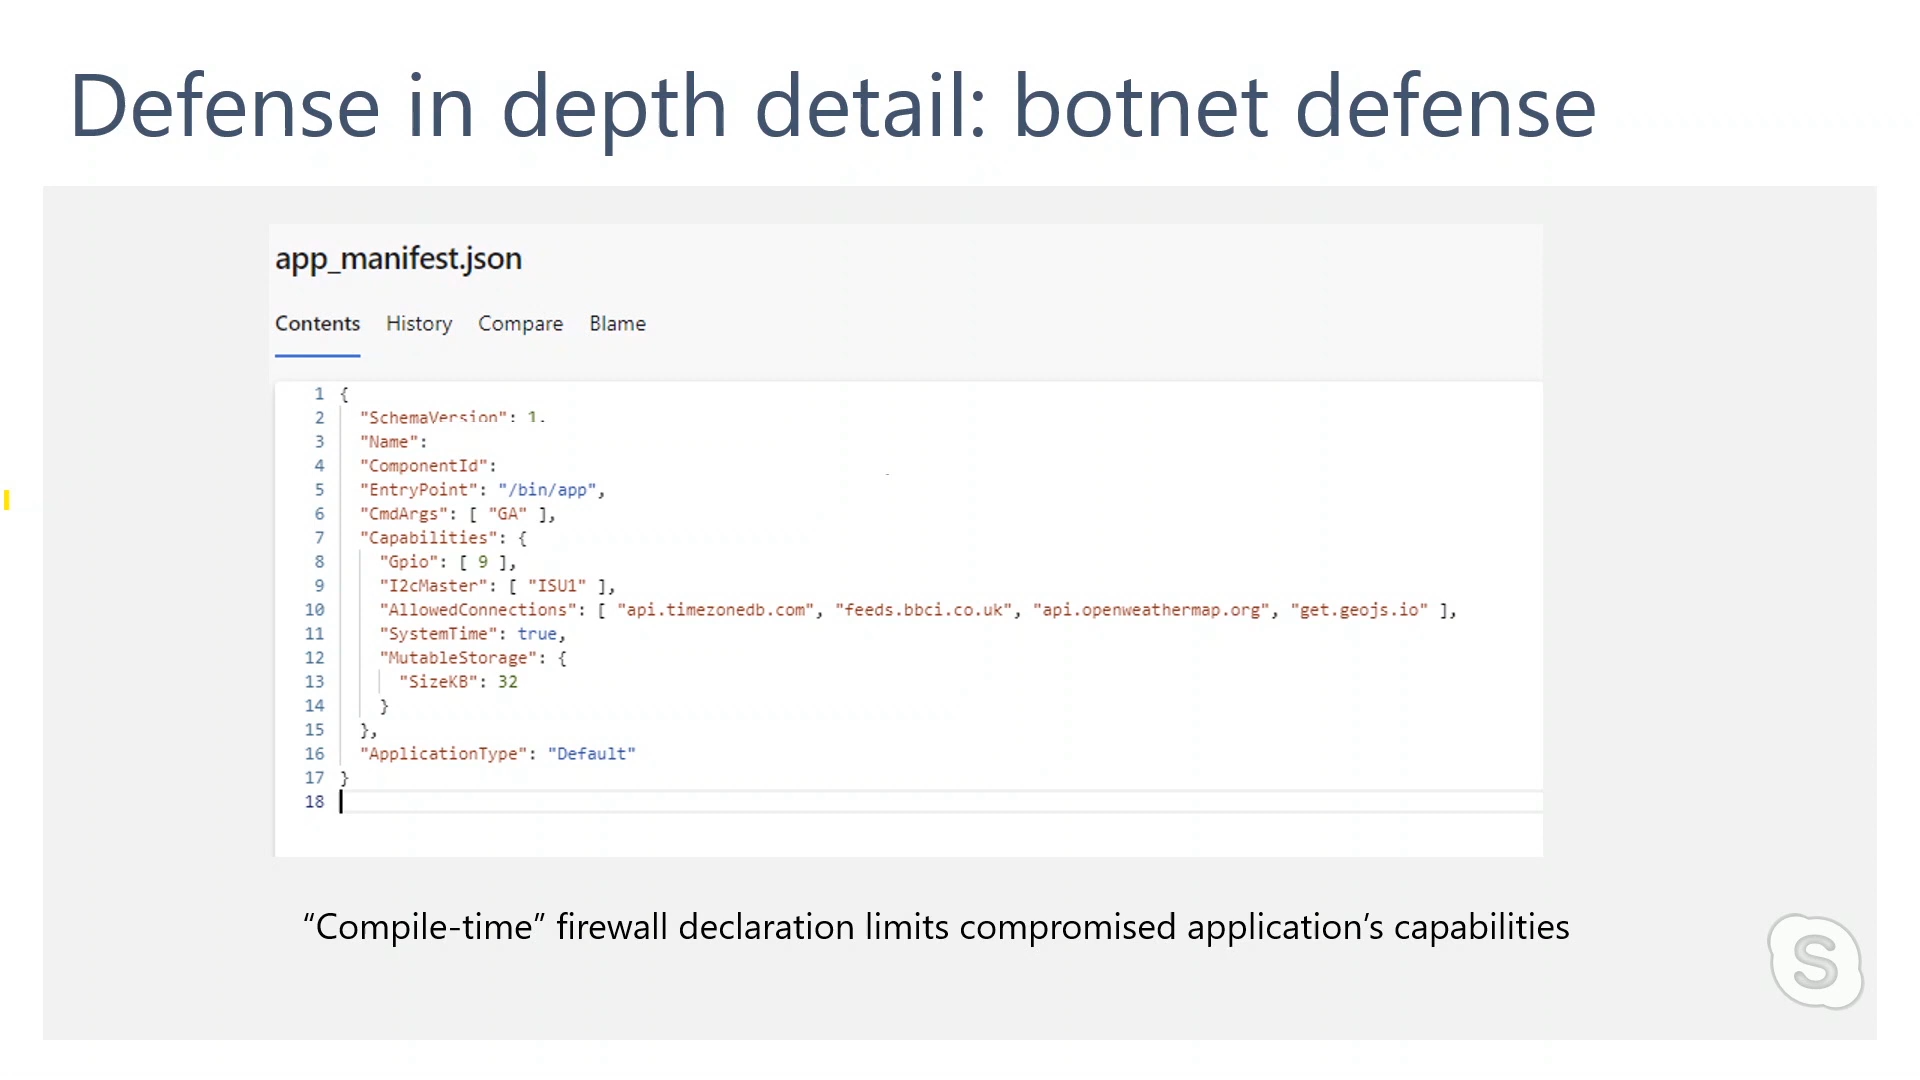 Defense in depth detail: botnet defense
app_manifest.json
Contents History Compare Blame
1 {
2 "SchemaVersion": 1.
3 "Name":
4 "ComponentId":
5 "EntryPoint": "/bin/app",
6 "CmdArgs": [ "GA" ],
7 "Capabilities": {
8 "Gpio": [ 9 ],
9 "I2cMaster": [ "ISU1" ],
10 "AllowedConnections": [ "api.timezonedb.com", "feeds.bbci.co.uk", "api.openweathermap.org", "get.geojs.io" ],
11 "SystemTime": true,
12 "MutableStorage": {
13 "SizeKB": 32
14 }
15 },
16 "ApplicationType": "Default"
17 }
18
“Compile-time” firewall declaration limits compromised application’s capabilities
S